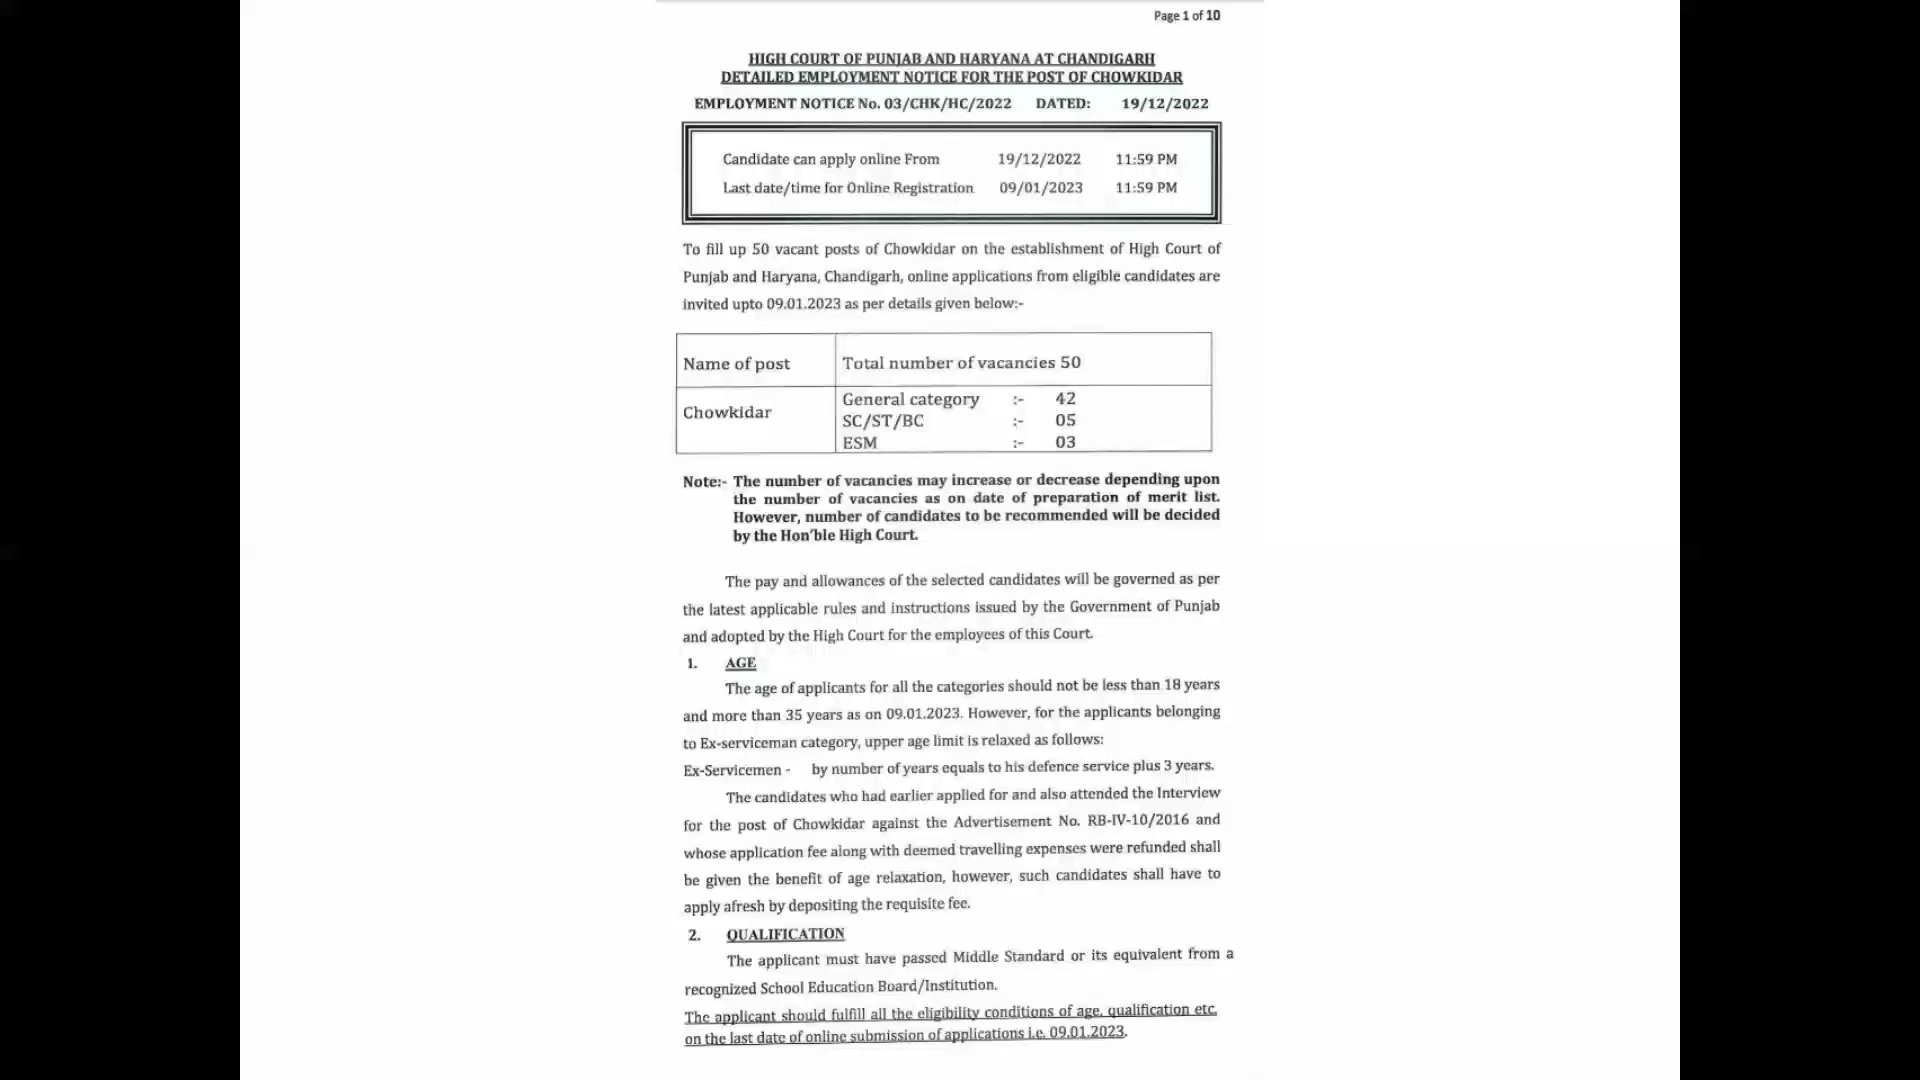 Page 1 of 10
HIGH COURT OF PUNJAB AND HARYANA AT CHANDIGARH
DETAILED EMPLOYMENT NOTICE FOR THE POST OF CHOWKIDAR
EMPLOYMENT NOTICE No. 03/CHK/HC/2022 DATED: 19/12/2022
Candidate can apply online From 19/12/2022 11:59 PM
Last date/time for Online Registration 09/01/2023 11:59 PM
To fill up 50 vacant posts of Chowkidar on the establishment of High Court of
Punjab and Haryana, Chandigarh, online applications from eligible candidates are
invited upto 09.01.2023 as per details given below:-
Name of post Total number of vacancies 50
Chowkidar
General category :- 42
SC/ST/BC :- 05
ESM :- 03
Note:- The number of vacancies may increase or decrease depending upon
the number of vacancies as on date of preparation of merit list.
However, number of candidates to be recommended will be decided
by the Hon'ble High Court.
The pay and allowances of the selected candidates will be governed as per
the latest applicable rules and instructions issued by the Government of Punjab
and adopted by the High Court for the employees of this Court.
1. AGE
The age of applicants for all the categories should not be less than 18 years
and more than 35 years as on 09.01.2023. However, for the applicants belonging
to Ex-serviceman category, upper age limit is relaxed as follows:
Ex-Servicemen - by number of years equals to his defence service plus 3 years.
The candidates who had earlier applied for and also attended the Interview
for the post of Chowkidar against the Advertisement No. RB-IV-10/2016 and
whose application fee along with deemed travelling expenses were refunded shall
be given the benefit of age relaxation, however, such candidates shall have to
apply afresh by depositing the requisite fee.
2. QUALIFICATION
The applicant must have passed Middle Standard or its equivalent from a
recognized School Education Board/Institution.
The applicant should fulfill all the eligibility conditions of age, qualification etc.
on the last date of online submission of applications i.e. 09.01.2023.